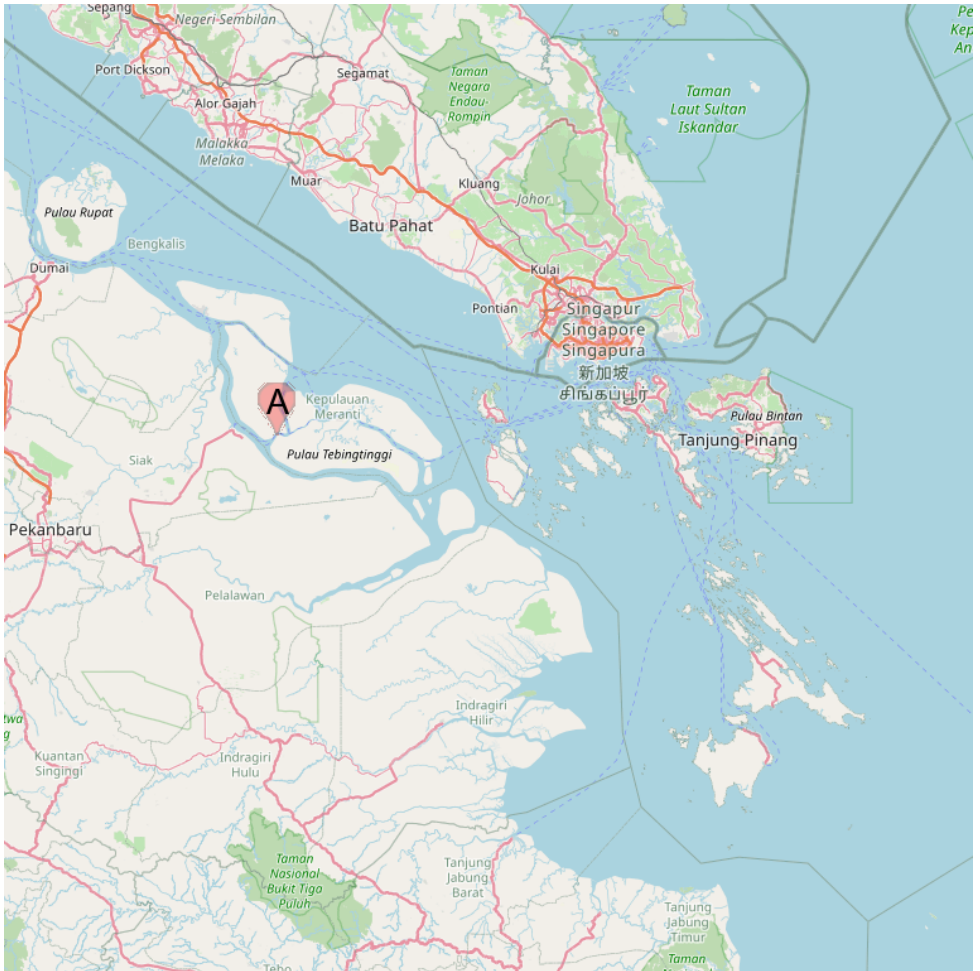 Sepang
Negeri-Sembilan
Port Dickson
Segamat
Taman
Negara
Endau-
Rompin
Alor Gajah
Taman
Laut Sultan
Iskandar
Malakka
Melaka
Muar
Kluang
Johor
Pulau Rupat
Batu Pahat
Bengkalis
Dumai
Kulai
Pontian
Singapur
Singapore
Singapura
新加坡
சிங்கப்பூர்
A
Kepulauan
Meranti
Pulau Bintan
Tanjung Pinang
Siak
Pulau Tebingtinggi
Pekanbaru
Pelalawan
Indragiri
Hilir
Kuantan
Singingi
Indragiri
Hulu
Taman
Nasional
Bukit Tiga
Puluh
Tanjung
Jabung
Barat
Tanjung
Jabung
Timur
Tebo